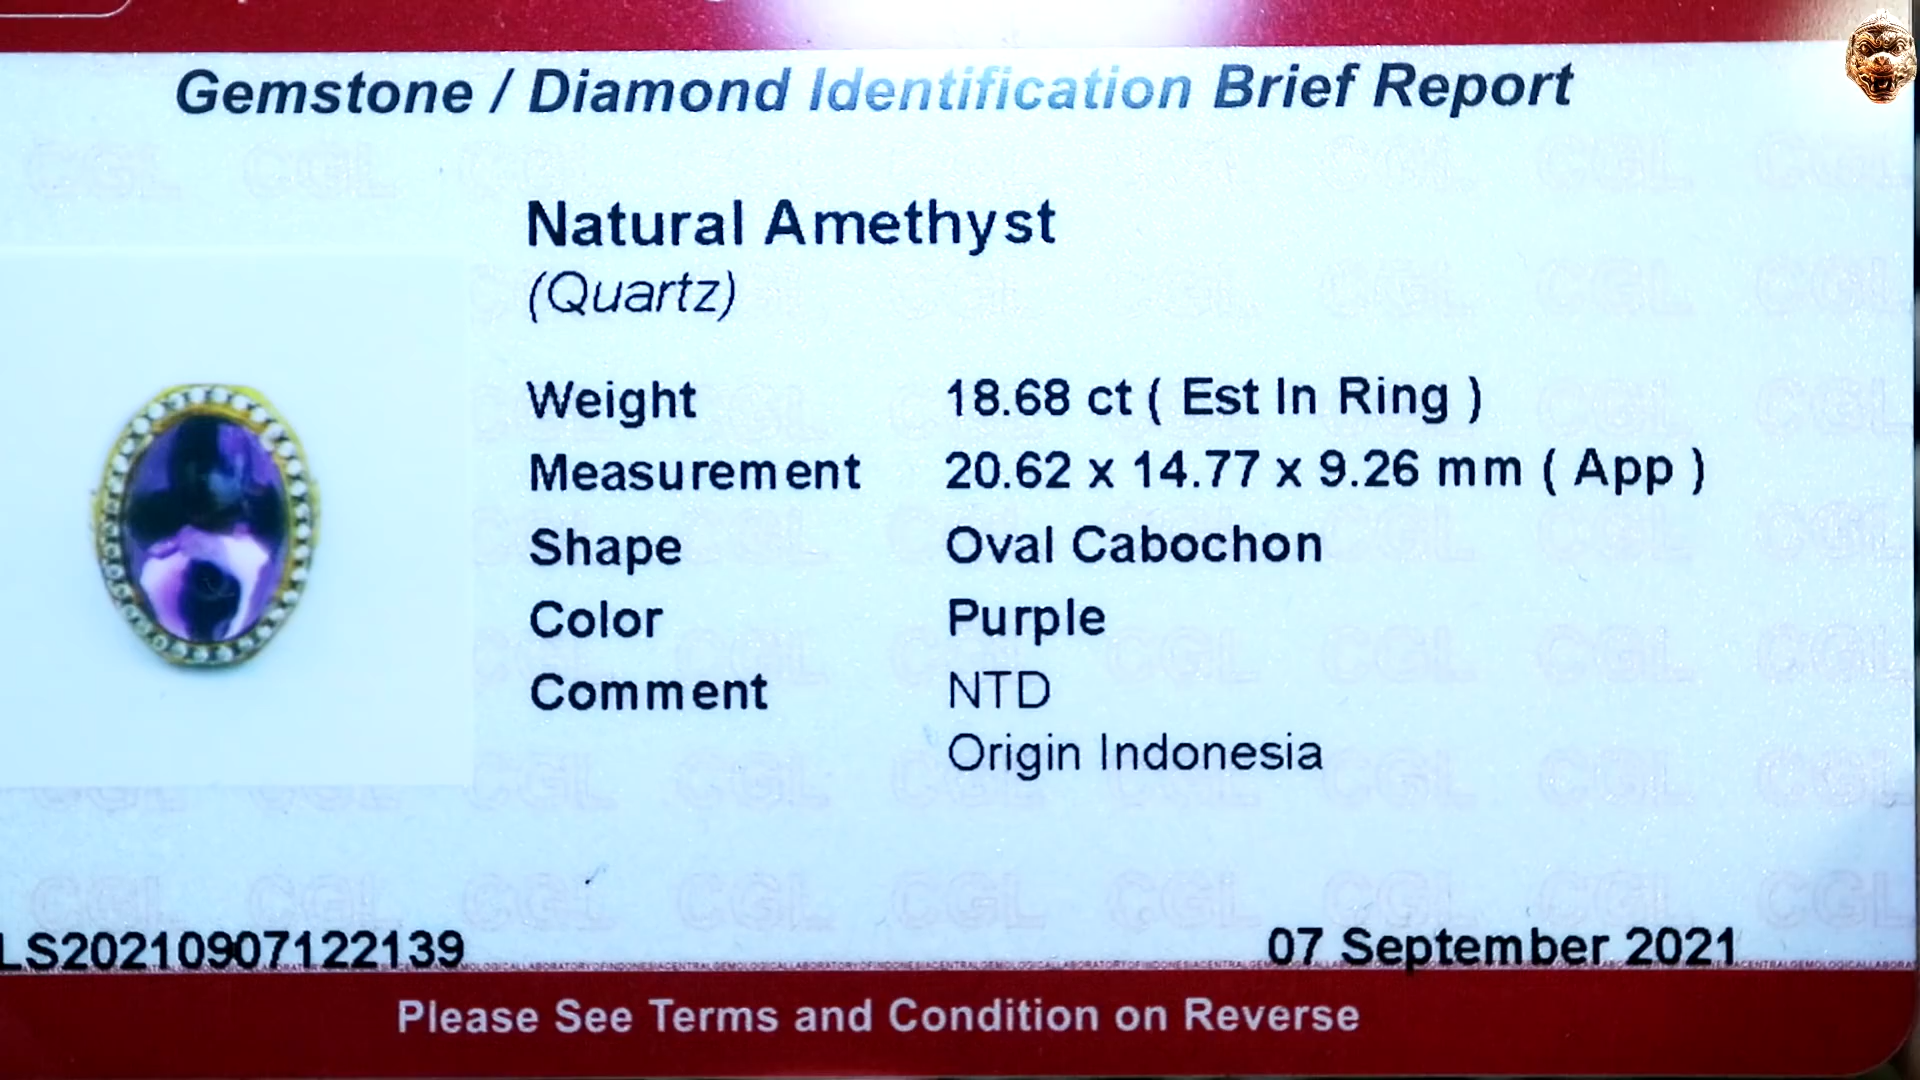 Gemstone / Diamond Identification Brief Report
Natural Amethyst
(Quartz)
Weight 18.68 ct ( Est In Ring )
Measurement 20.62 x 14.77 x 9.26 mm ( App )
Shape Oval Cabochon
Color Purple
Comment NTD
Origin Indonesia
LS20210907122139 07 September 2021
Please See Terms and Condition on Reverse